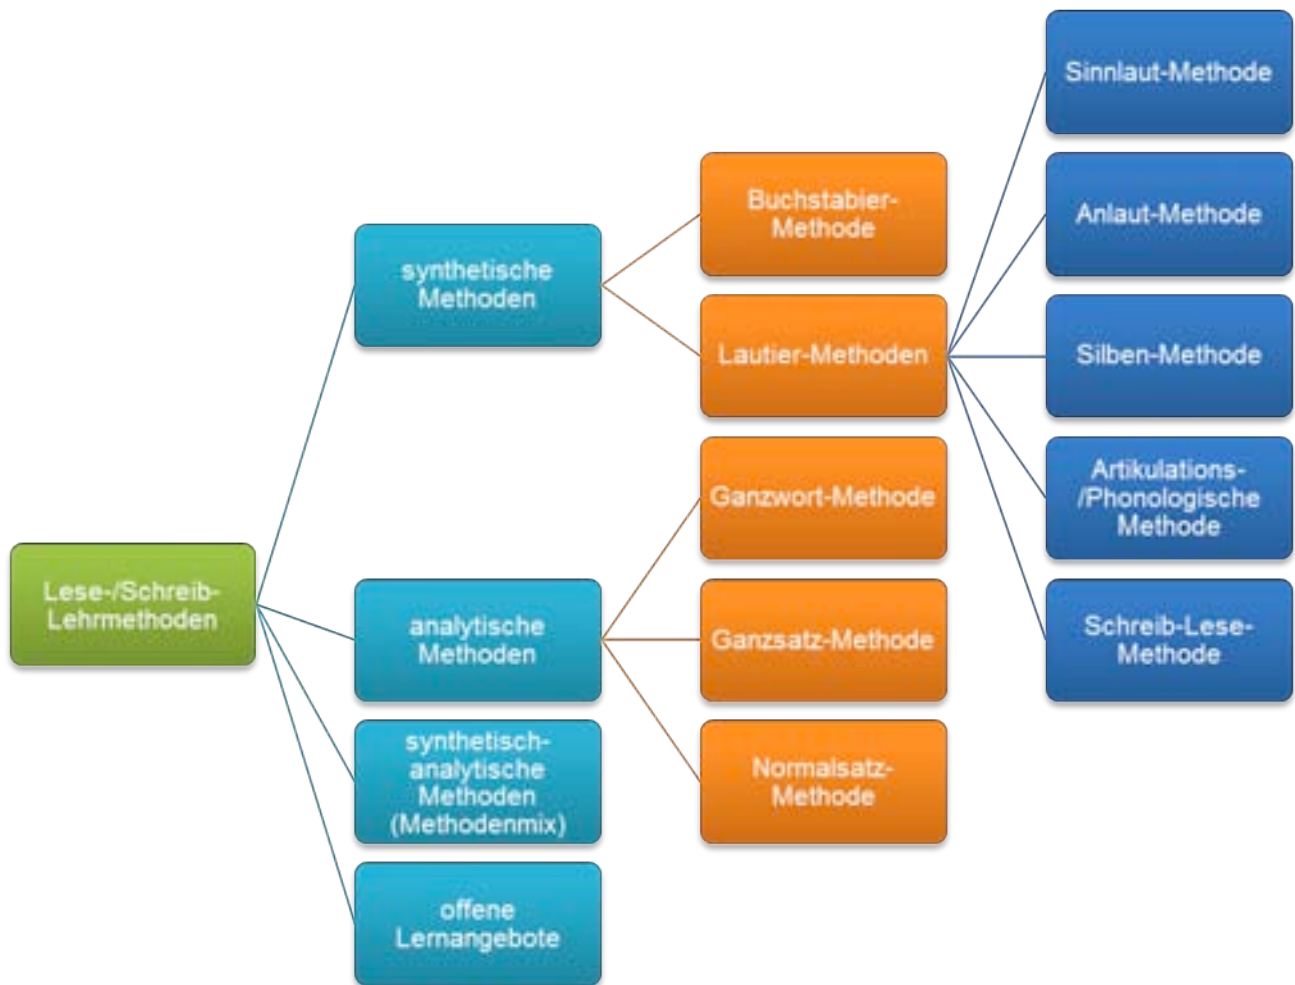 Lese-/Schreib-
Lehrmethoden
synthetische
Methoden
Buchstabier-
Methode
Lautier-Methoden
Sinnlaut-Methode
Anlaut-Methode
Silben-Methode
Artikulations-
/Phonologische
Methode
Schreib-Lese-
Methode
analytische
Methoden
Ganzwort-Methode
Ganzsatz-Methode
Normalsatz-
Methode
synthetisch-
analytische
Methoden
(Methodenmix)
offene
Lernangebote